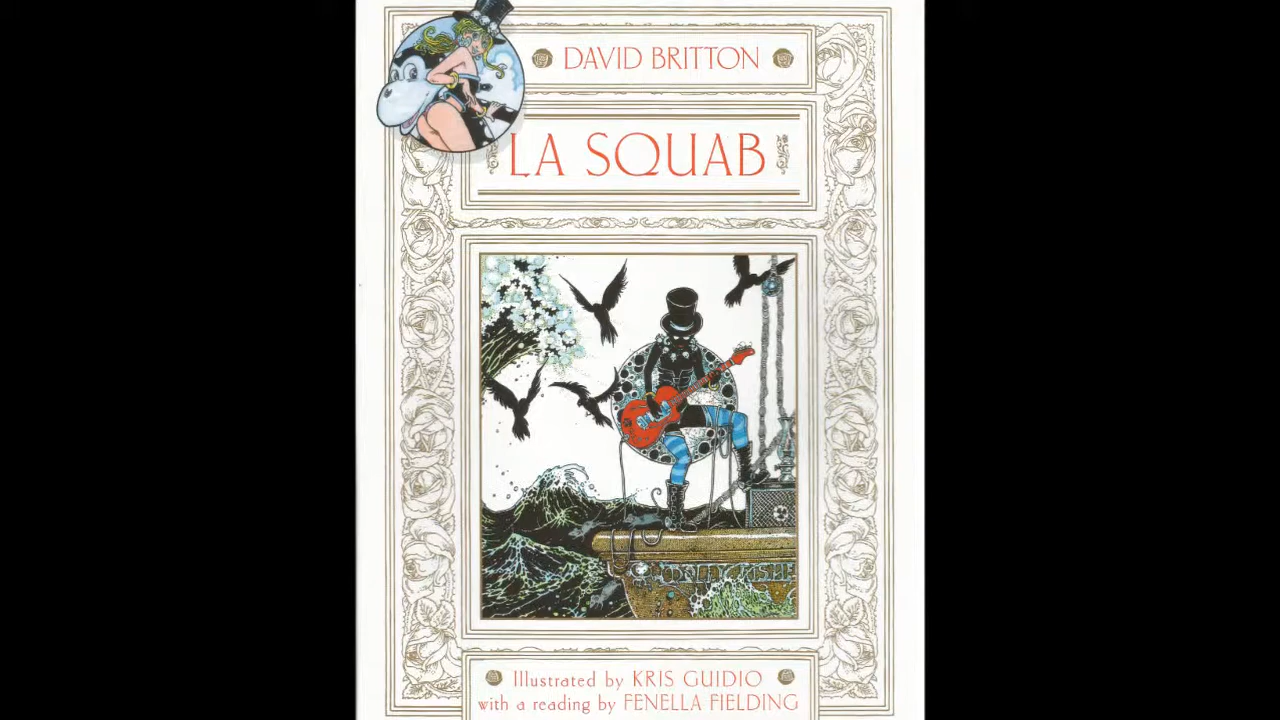 DAVID BRITTON
LA SQUAB
Illustrated by KRIS GUIDIO
with a reading by FENELLA FIELDING